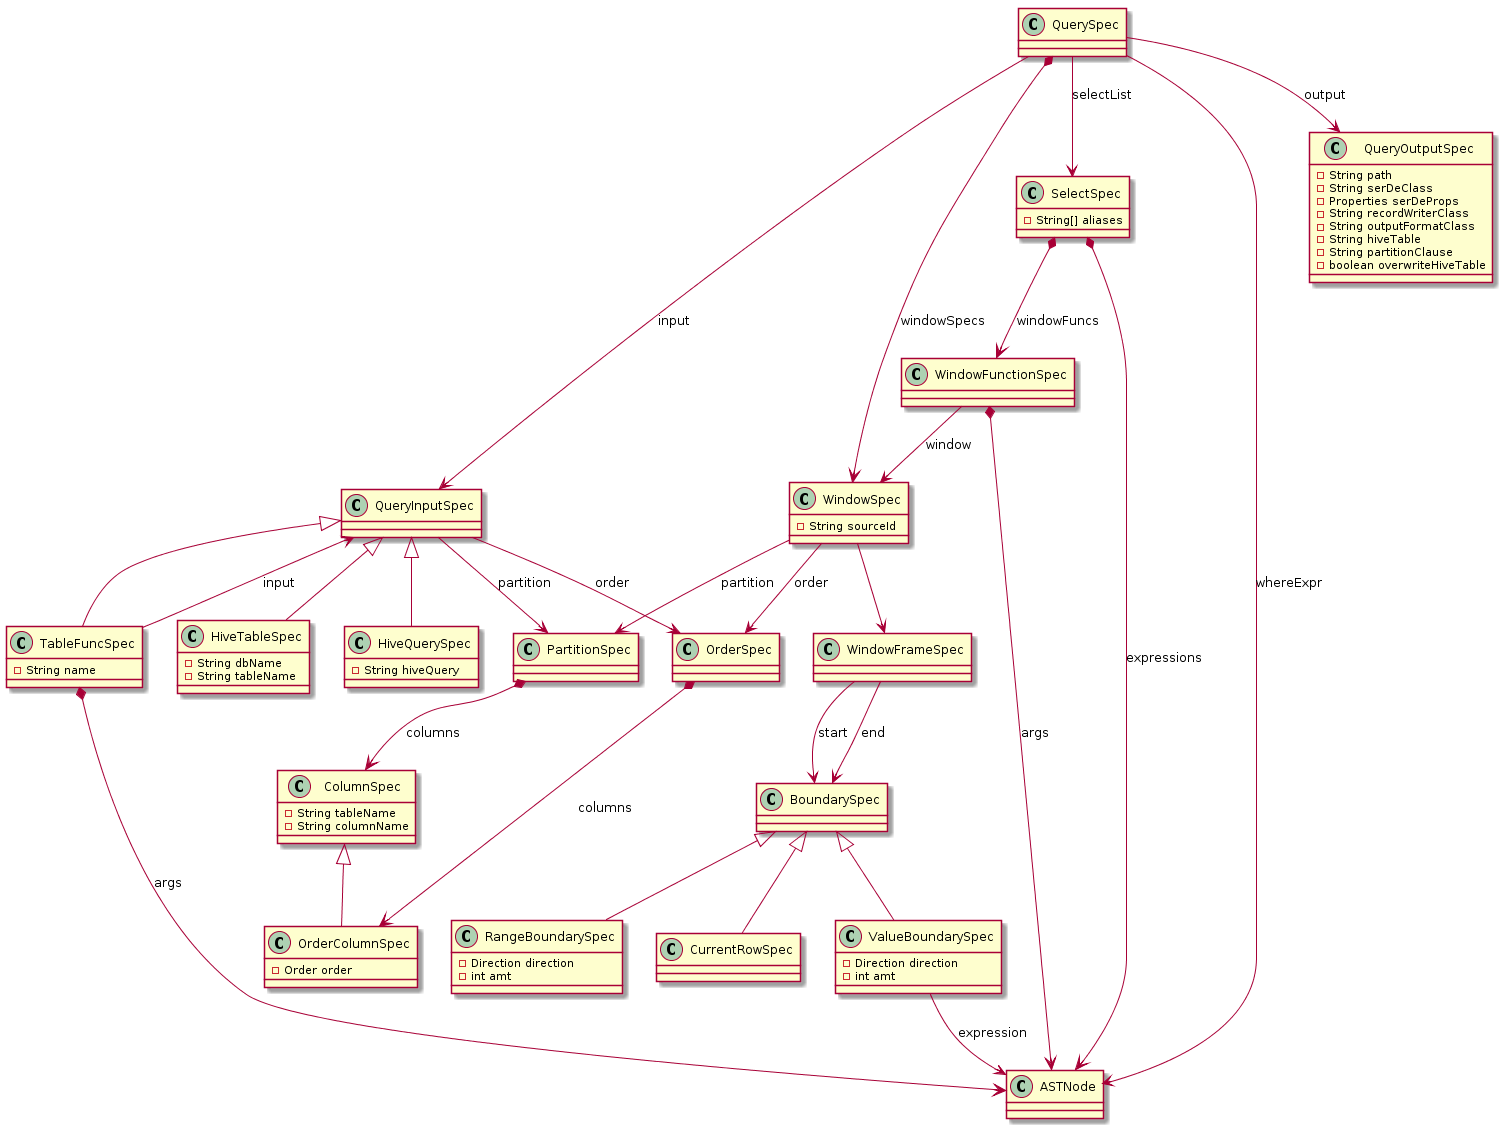 C QuerySpec
selectList
output
C QueryOutputSpec
String path
String serDeClass
Properties serDeProps
String recordWriterClass
String outputFormatClass
String hiveTable
String partitionClause
boolean overwriteHiveTable
C SelectSpec
String[] aliases
input
windowSpecs
windowFuncs
C WindowFunctionSpec
window
C QueryInputSpec
C WindowSpec
String sourceId
input
partition
order
partition
order
whereExpr
C TableFuncSpec
String name
C HiveTableSpec
String dbName
String tableName
C HiveQuerySpec
String hiveQuery
C PartitionSpec
C OrderSpec
C WindowFrameSpec
expressions
columns
start
end
args
C ColumnSpec
String tableName
String columnName
columns
C BoundarySpec
args
C OrderColumnSpec
Order order
C RangeBoundarySpec
Direction direction
int amt
C CurrentRowSpec
C ValueBoundarySpec
Direction direction
int amt
expression
C ASTNode